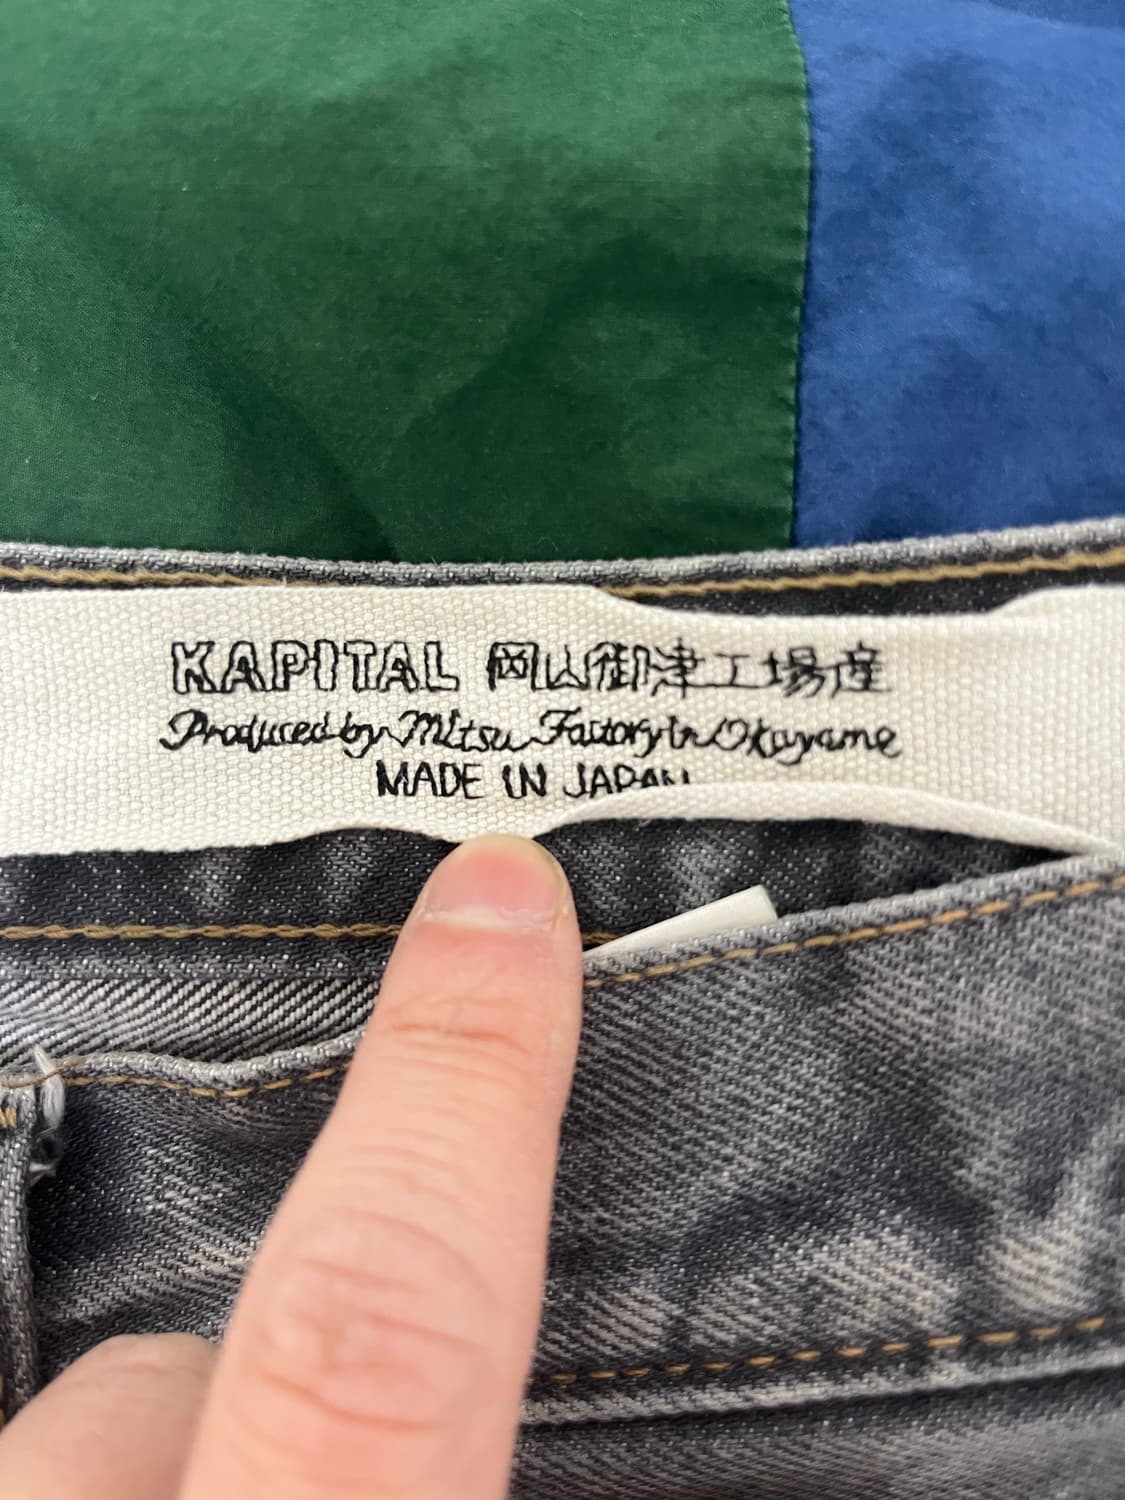 KAPITAL 岡山御津工場産
Produced by Mitsu Factory in Okayama
MADE IN JAPAN